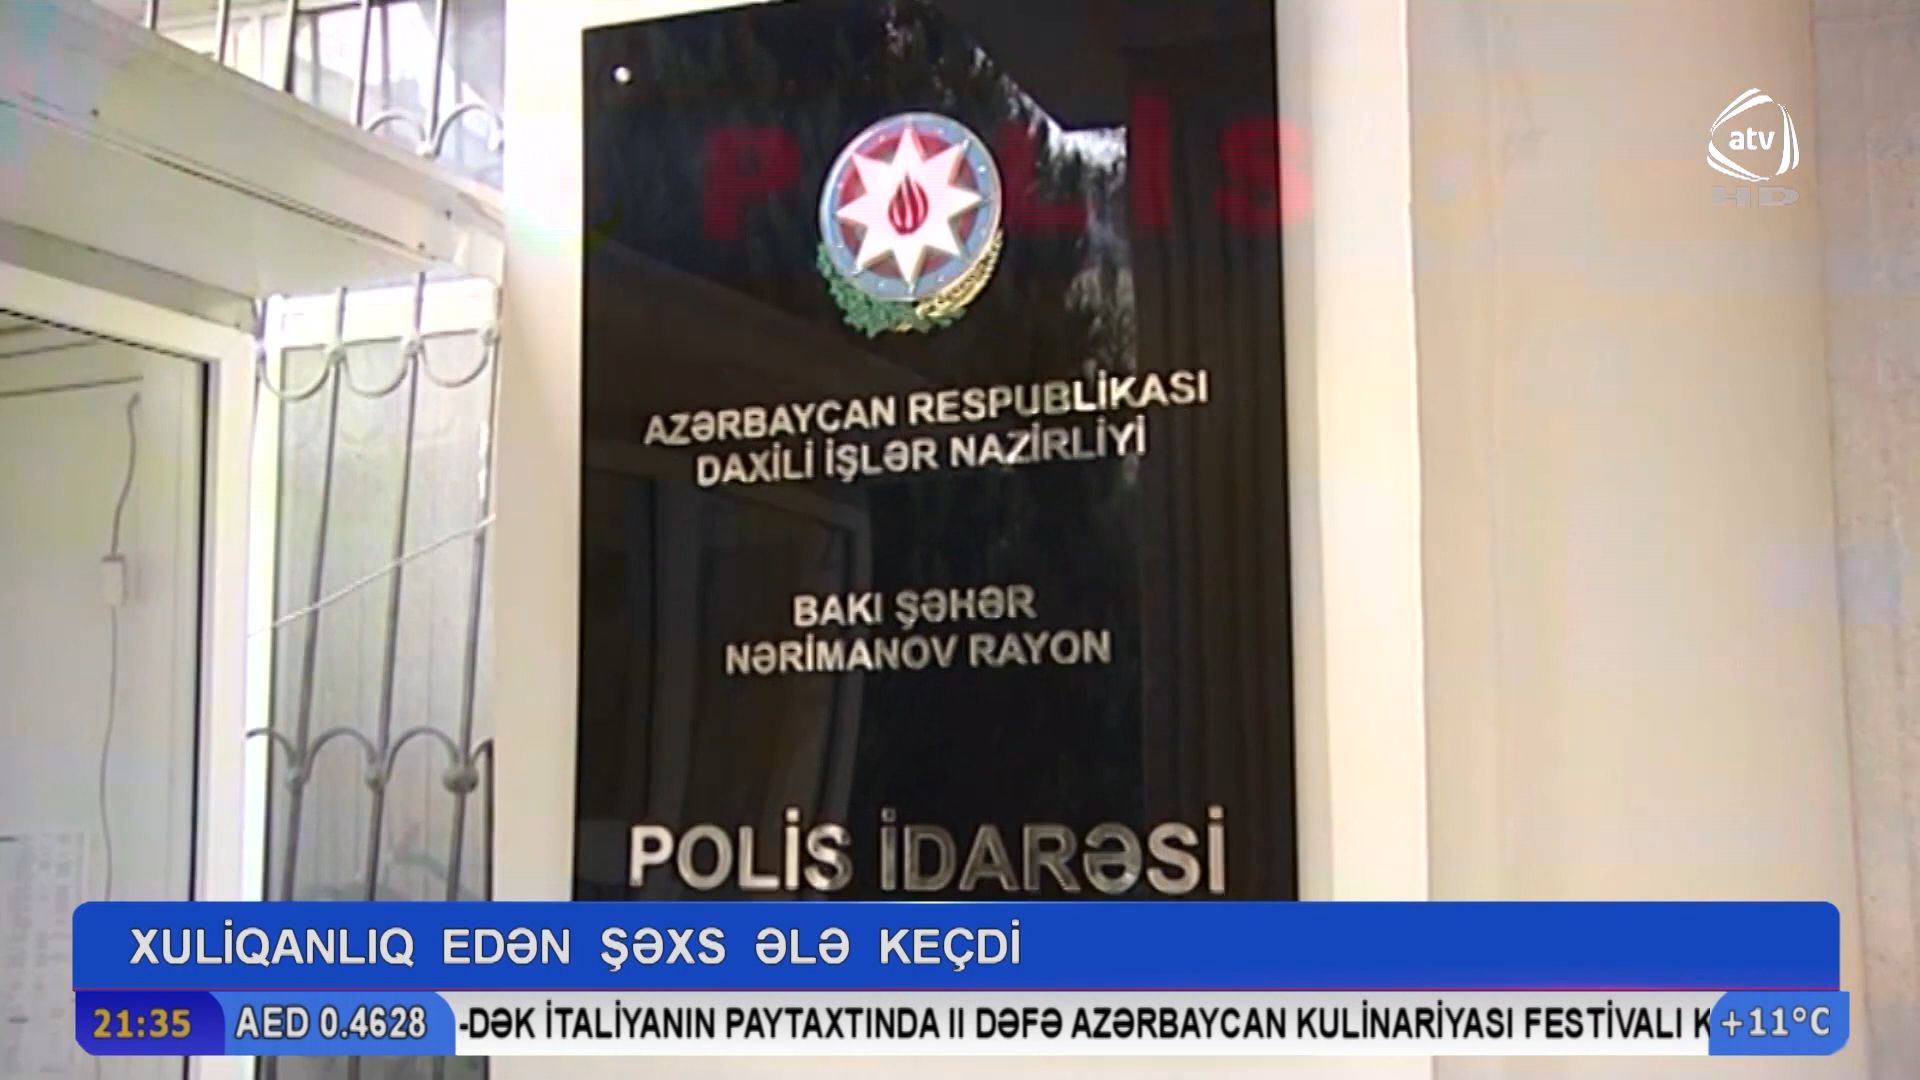 POLIS
atv
HD
AZƏRBAYCAN RESPUBLİKASI
DAXİLİ İŞLƏR NAZİRLİYİ
BAKI ŞƏHƏR
NƏRİMANOV RAYON
POLİS İDARƏSİ
XULİQANLIQ EDƏN ŞƏXS ƏLƏ KEÇDİ
21:35 AED 0.4628 -DƏK İTALİYANIN PAYTAXTINDA II DƏFƏ AZƏRBAYCAN KULİNARİYASI FESTİVALI K +11°C